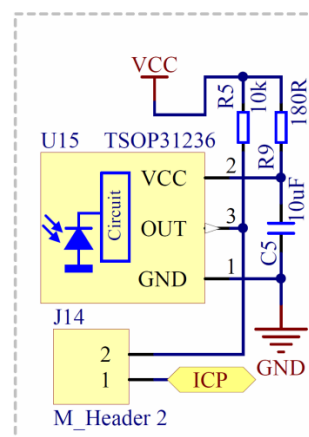 VCC
R5
10k
180R
U15 TSOP31236
R9
VCC 2
Circuit
OUT 3
10uF
C5
GND 1
J14
2
1 ICP
GND
M_Header 2